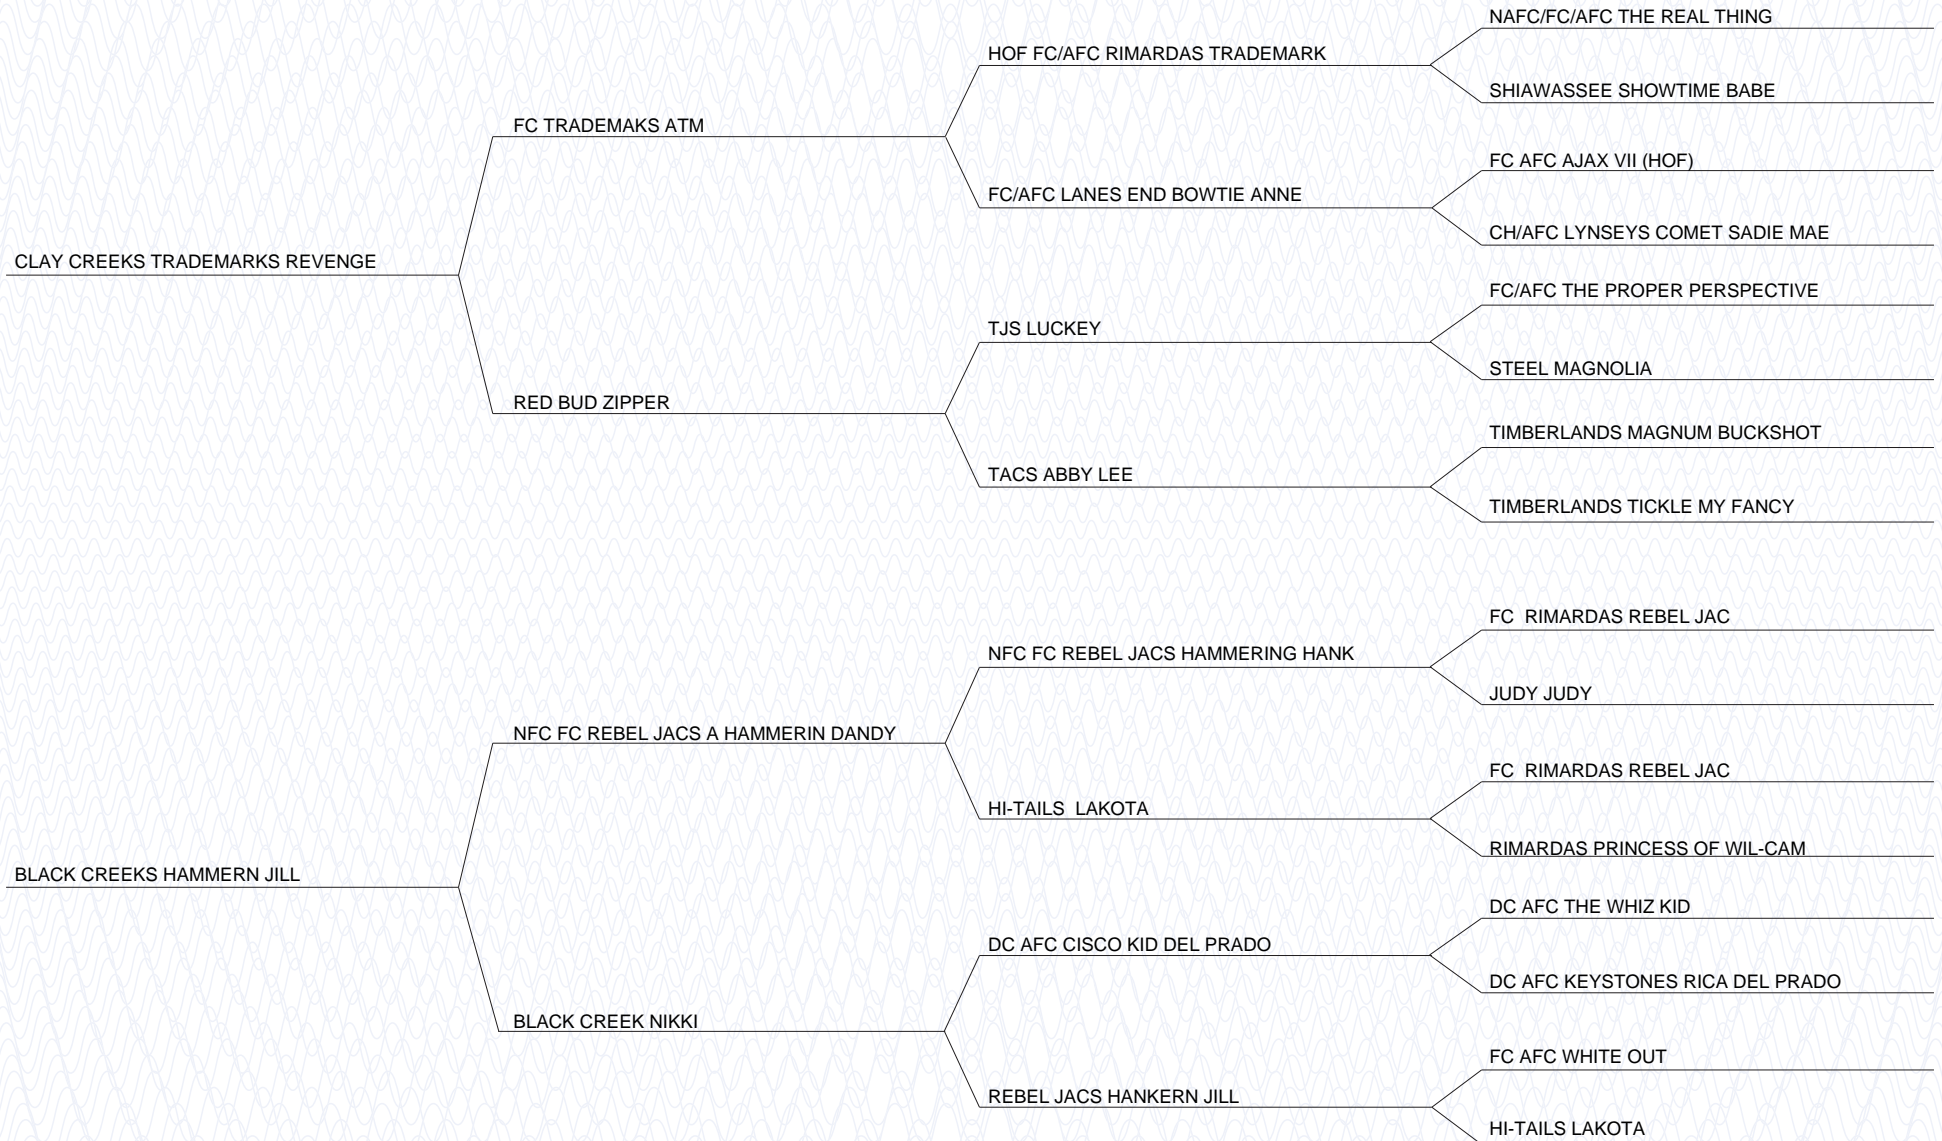 NAFC/FC/AFC THE REAL THING
HOF FC/AFC RIMARDAS TRADEMARK
SHIAWASSEE SHOWTIME BABE
FC TRADEMAKS ATM
FC AFC AJAX VII (HOF)
FC/AFC LANES END BOWTIE ANNE
CH/AFC LYNSEYS COMET SADIE MAE
CLAY CREEKS TRADEMARKS REVENGE
FC/AFC THE PROPER PERSPECTIVE
TJS LUCKEY
STEEL MAGNOLIA
RED BUD ZIPPER
TIMBERLANDS MAGNUM BUCKSHOT
TACS ABBY LEE
TIMBERLANDS TICKLE MY FANCY
FC  RIMARDAS REBEL JAC
NFC FC REBEL JACS HAMMERING HANK
JUDY JUDY
NFC FC REBEL JACS A HAMMERIN DANDY
FC  RIMARDAS REBEL JAC
HI-TAILS  LAKOTA
RIMARDAS PRINCESS OF WIL-CAM
BLACK CREEKS HAMMERN JILL
DC AFC THE WHIZ KID
DC AFC CISCO KID DEL PRADO
DC AFC KEYSTONES RICA DEL PRADO
BLACK CREEK NIKKI
FC AFC WHITE OUT
REBEL JACS HANKERN JILL
HI-TAILS LAKOTA